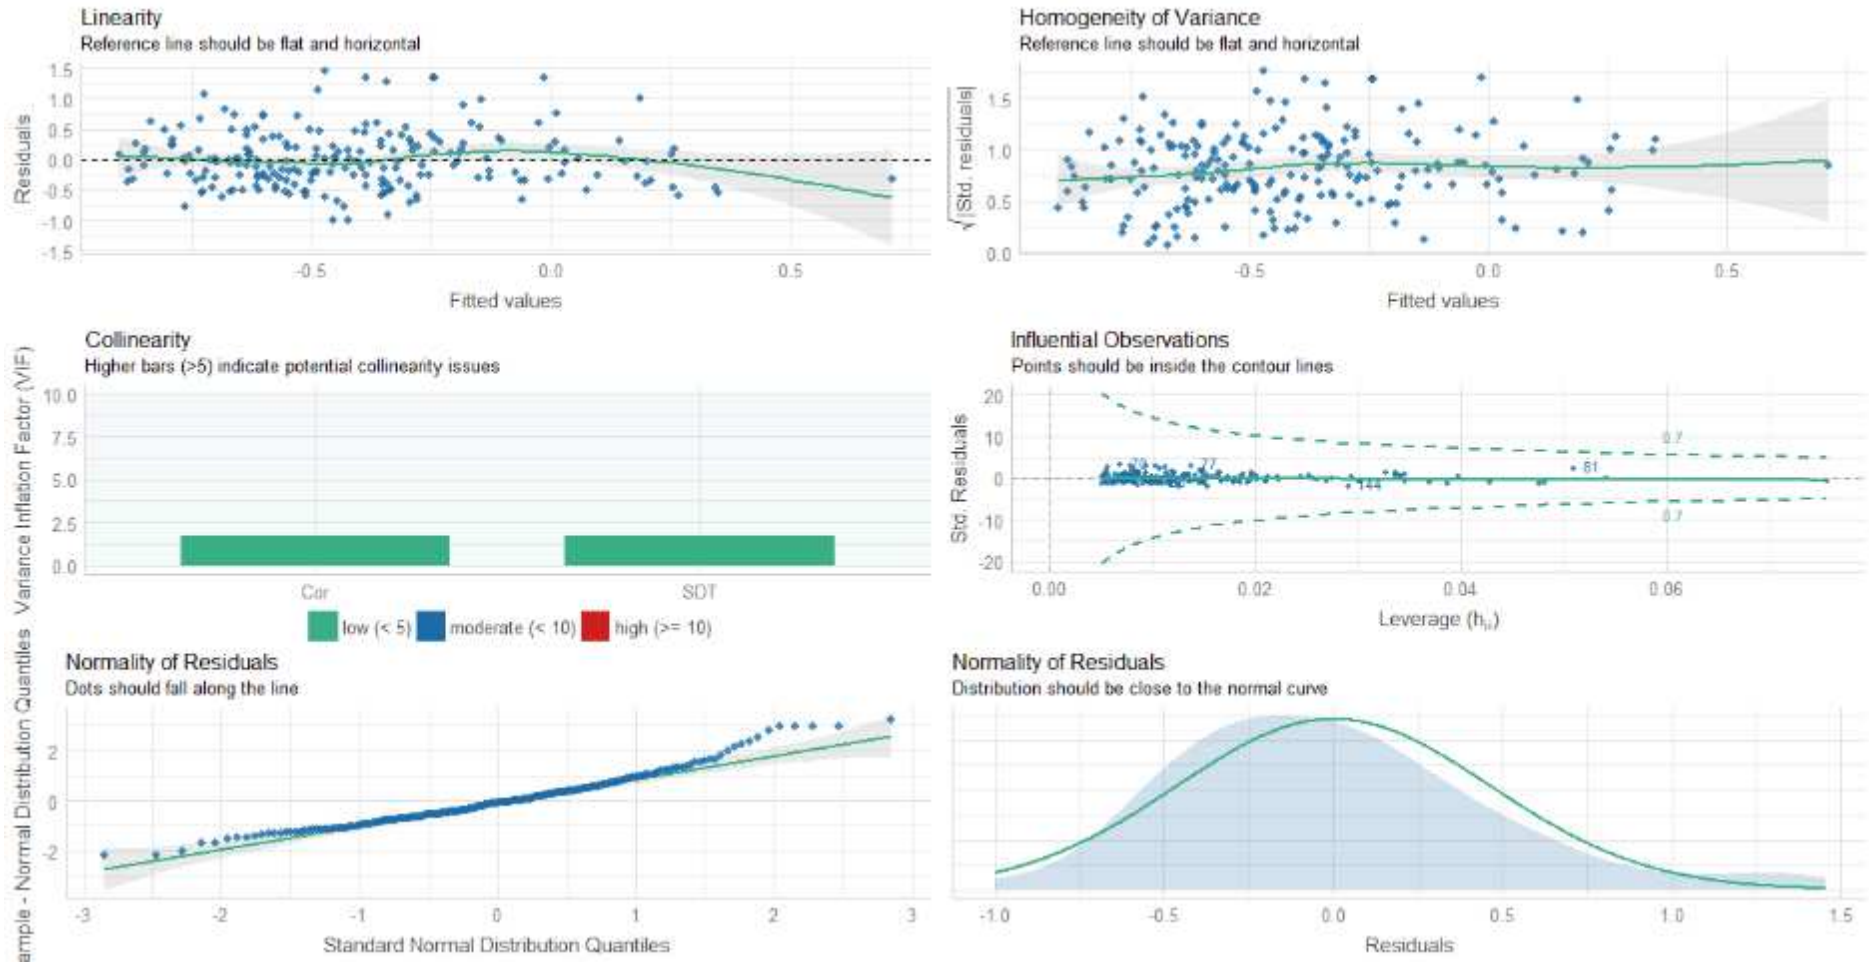 Linearity
Reference line should be flat and horizontal
Residuals
1.5
1.0
0.5
0.0
-0.5
-1.0
-1.5
-0.5
0.0
0.5
Fitted values
Homogeneity of Variance
Reference line should be flat and horizontal
√|Std. residuals|
1.5
1.0
0.5
0.0
-0.5
0.0
0.5
Fitted values
Collinearity
Higher bars (>5) indicate potential collinearity issues
Variance Inflation Factor (VIF)
10.0
7.5
5.0
2.5
0.0
Cor
SDT
low (< 5)
moderate (< 10)
high (>= 10)
Influential Observations
Points should be inside the contour lines
Std. Residuals
20
10
0
-10
-20
0.7
77
81
144
0.7
0.00
0.02
0.04
0.06
Leverage (hᵢᵢ)
Normality of Residuals
Dots should fall along the line
ample - Normal Distribution Quantiles
2
0
-2
-3
-2
-1
0
1
2
3
Standard Normal Distribution Quantiles
Normality of Residuals
Distribution should be close to the normal curve
-1.0
-0.5
0.0
0.5
1.0
1.5
Residuals